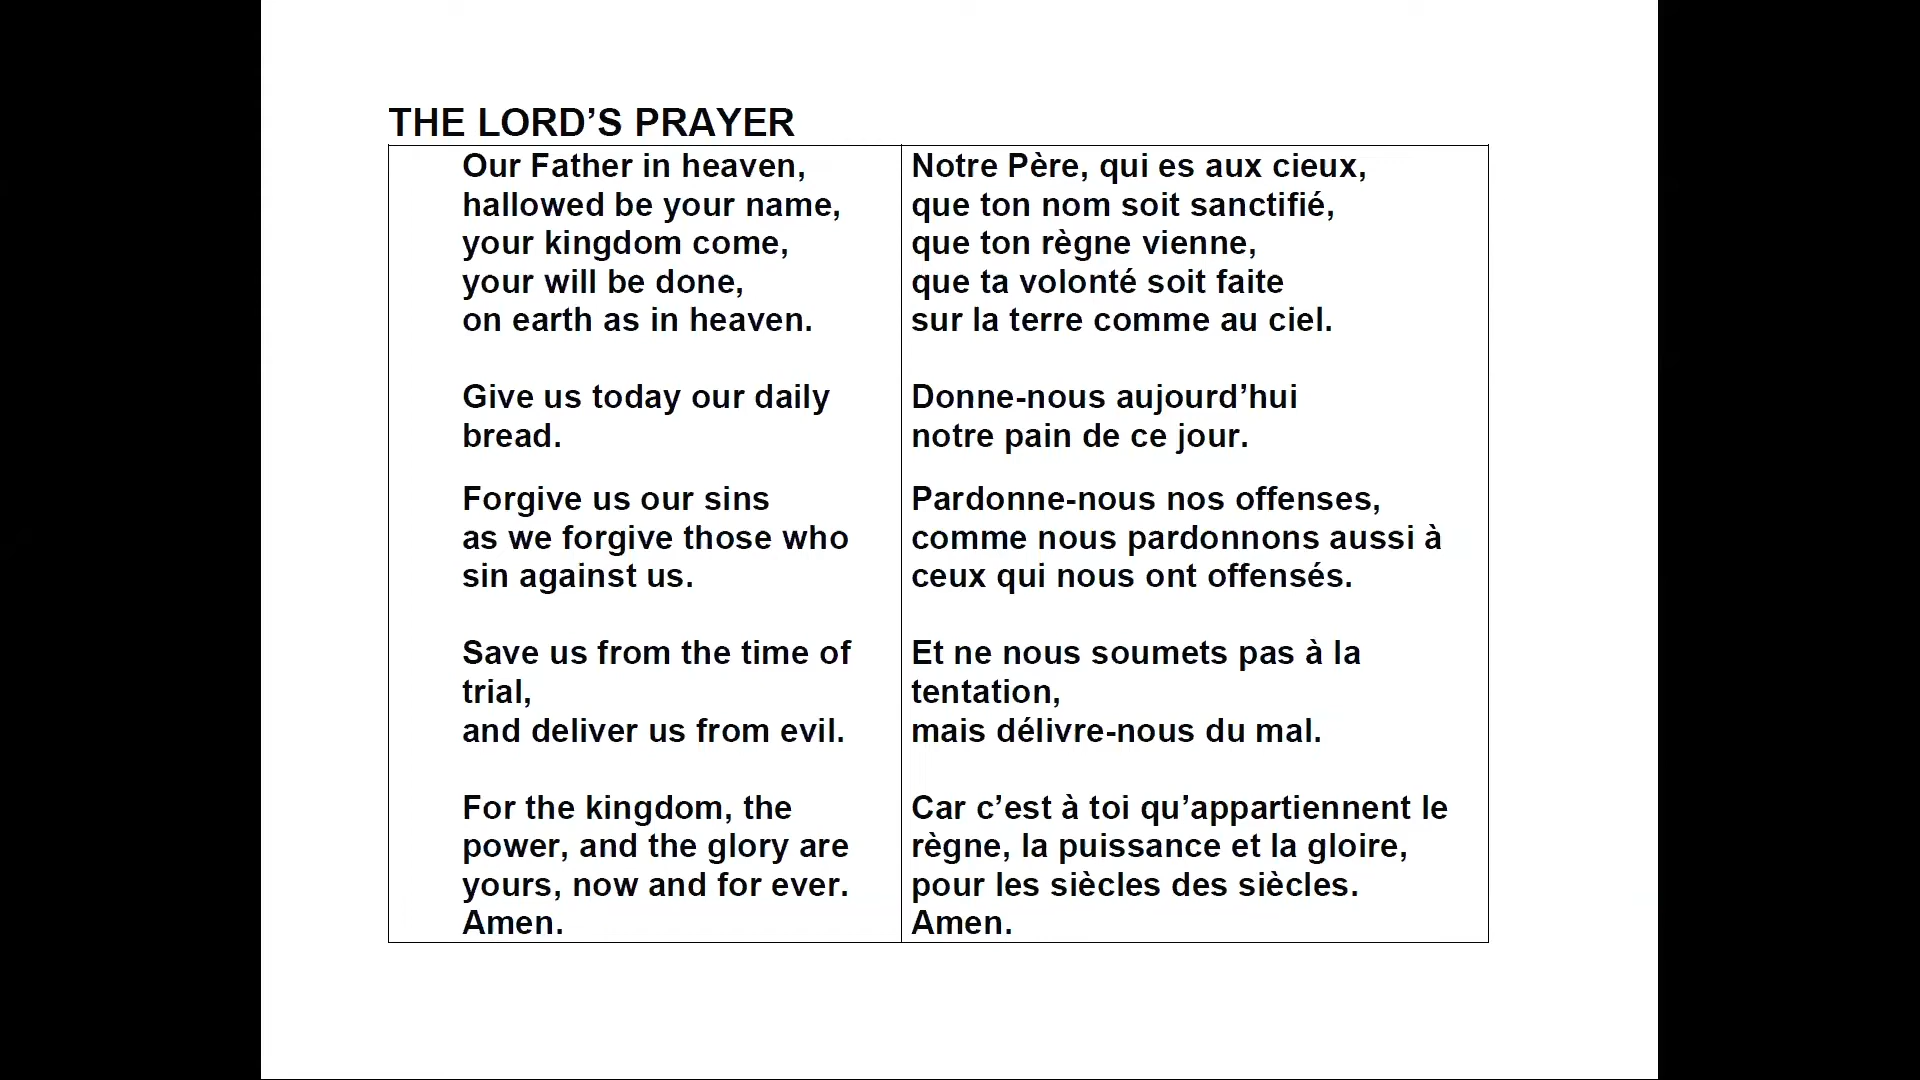 THE LORD’S PRAYER
Our Father in heaven,
hallowed be your name,
your kingdom come,
your will be done,
on earth as in heaven.
Give us today our daily
bread.
Forgive us our sins
as we forgive those who
sin against us.
Save us from the time of
trial,
and deliver us from evil.
For the kingdom, the
power, and the glory are
yours, now and for ever.
Amen.
Notre Père, qui es aux cieux,
que ton nom soit sanctifié,
que ton règne vienne,
que ta volonté soit faite
sur la terre comme au ciel.
Donne-nous aujourd’hui
notre pain de ce jour.
Pardonne-nous nos offenses,
comme nous pardonnons aussi à
ceux qui nous ont offensés.
Et ne nous soumets pas à la
tentation,
mais délivre-nous du mal.
Car c’est à toi qu’appartiennent le
règne, la puissance et la gloire,
pour les siècles des siècles.
Amen.